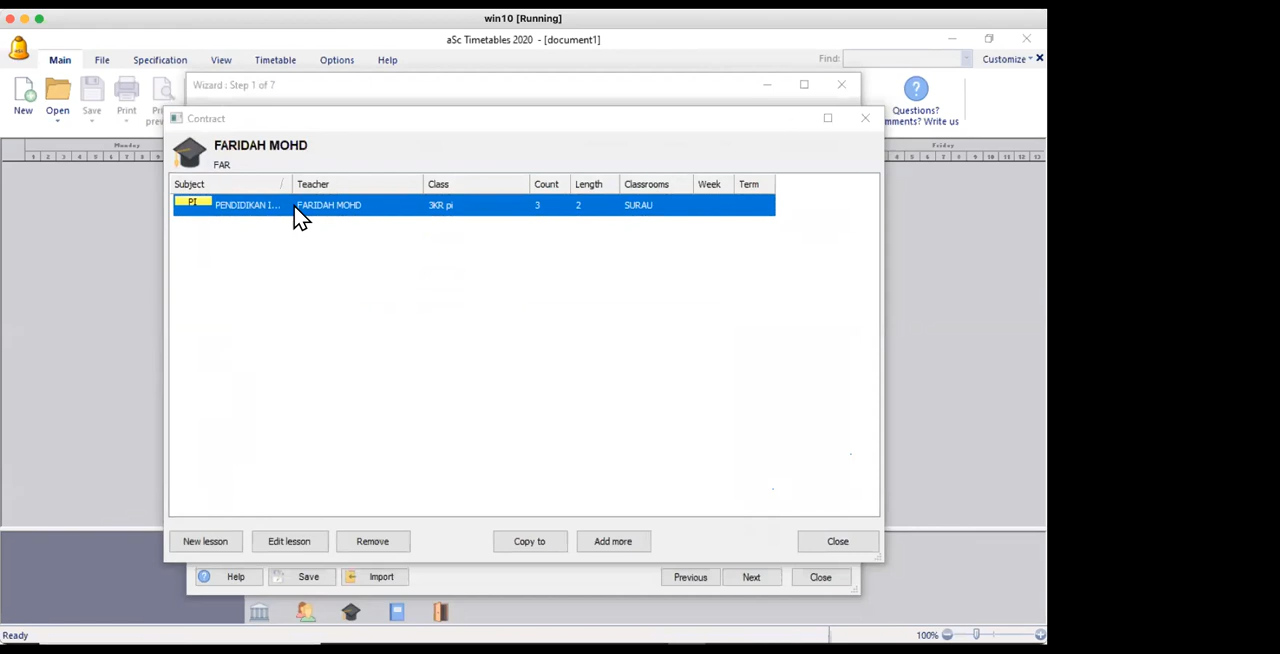 win10 [Running]
aSc Timetables 2020 - [document1]
Main File Specification View Timetable Options Help
Find:
Customize
New Open Save Print
Questions?
mments? Write us
Wizard : Step 1 of 7
Contract
Monday
Friday
FARIDAH MOHD
FAR
Subject / Teacher Class Count Length Classrooms Week Term
PI PENDIDIKAN I... FARIDAH MOHD 3KR pi 3 2 SURAU
New lesson Edit lesson Remove Copy to Add more Close
Help Save Import Previous Next Close
Ready
100%